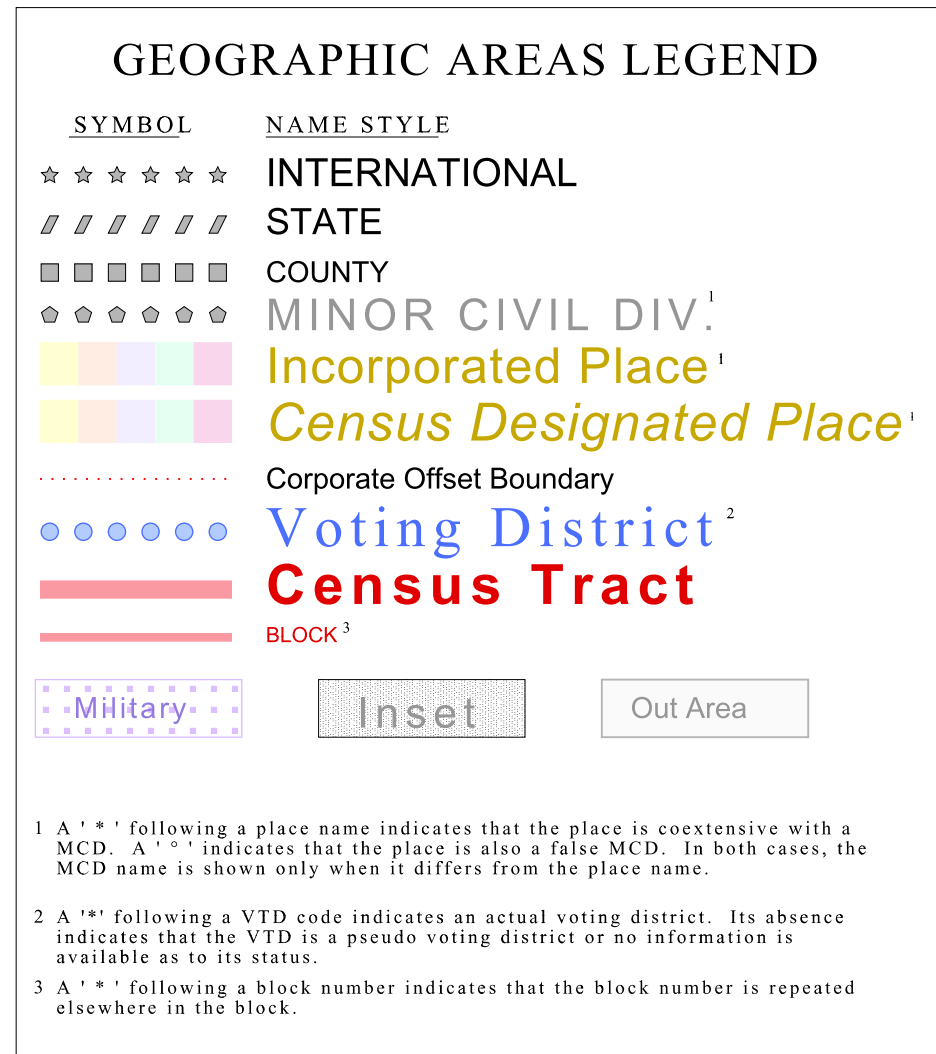 GEOGRAPHIC AREAS LEGEND
SYMBOL NAME STYLE
INTERNATIONAL
STATE
COUNTY
MINOR CIVIL DIV. 1
Incorporated Place 1
Census Designated Place 1
Corporate Offset Boundary
Voting District 2
Census Tract
BLOCK 3
Military Inset Out Area
1 A ' * ' following a place name indicates that the place is coextensive with a
MCD. A ' ° ' indicates that the place is also a false MCD. In both cases, the
MCD name is shown only when it differs from the place name.
2 A '*' following a VTD code indicates an actual voting district. Its absence
indicates that the VTD is a pseudo voting district or no information is
available as to its status.
3 A ' * ' following a block number indicates that the block number is repeated
elsewhere in the block.